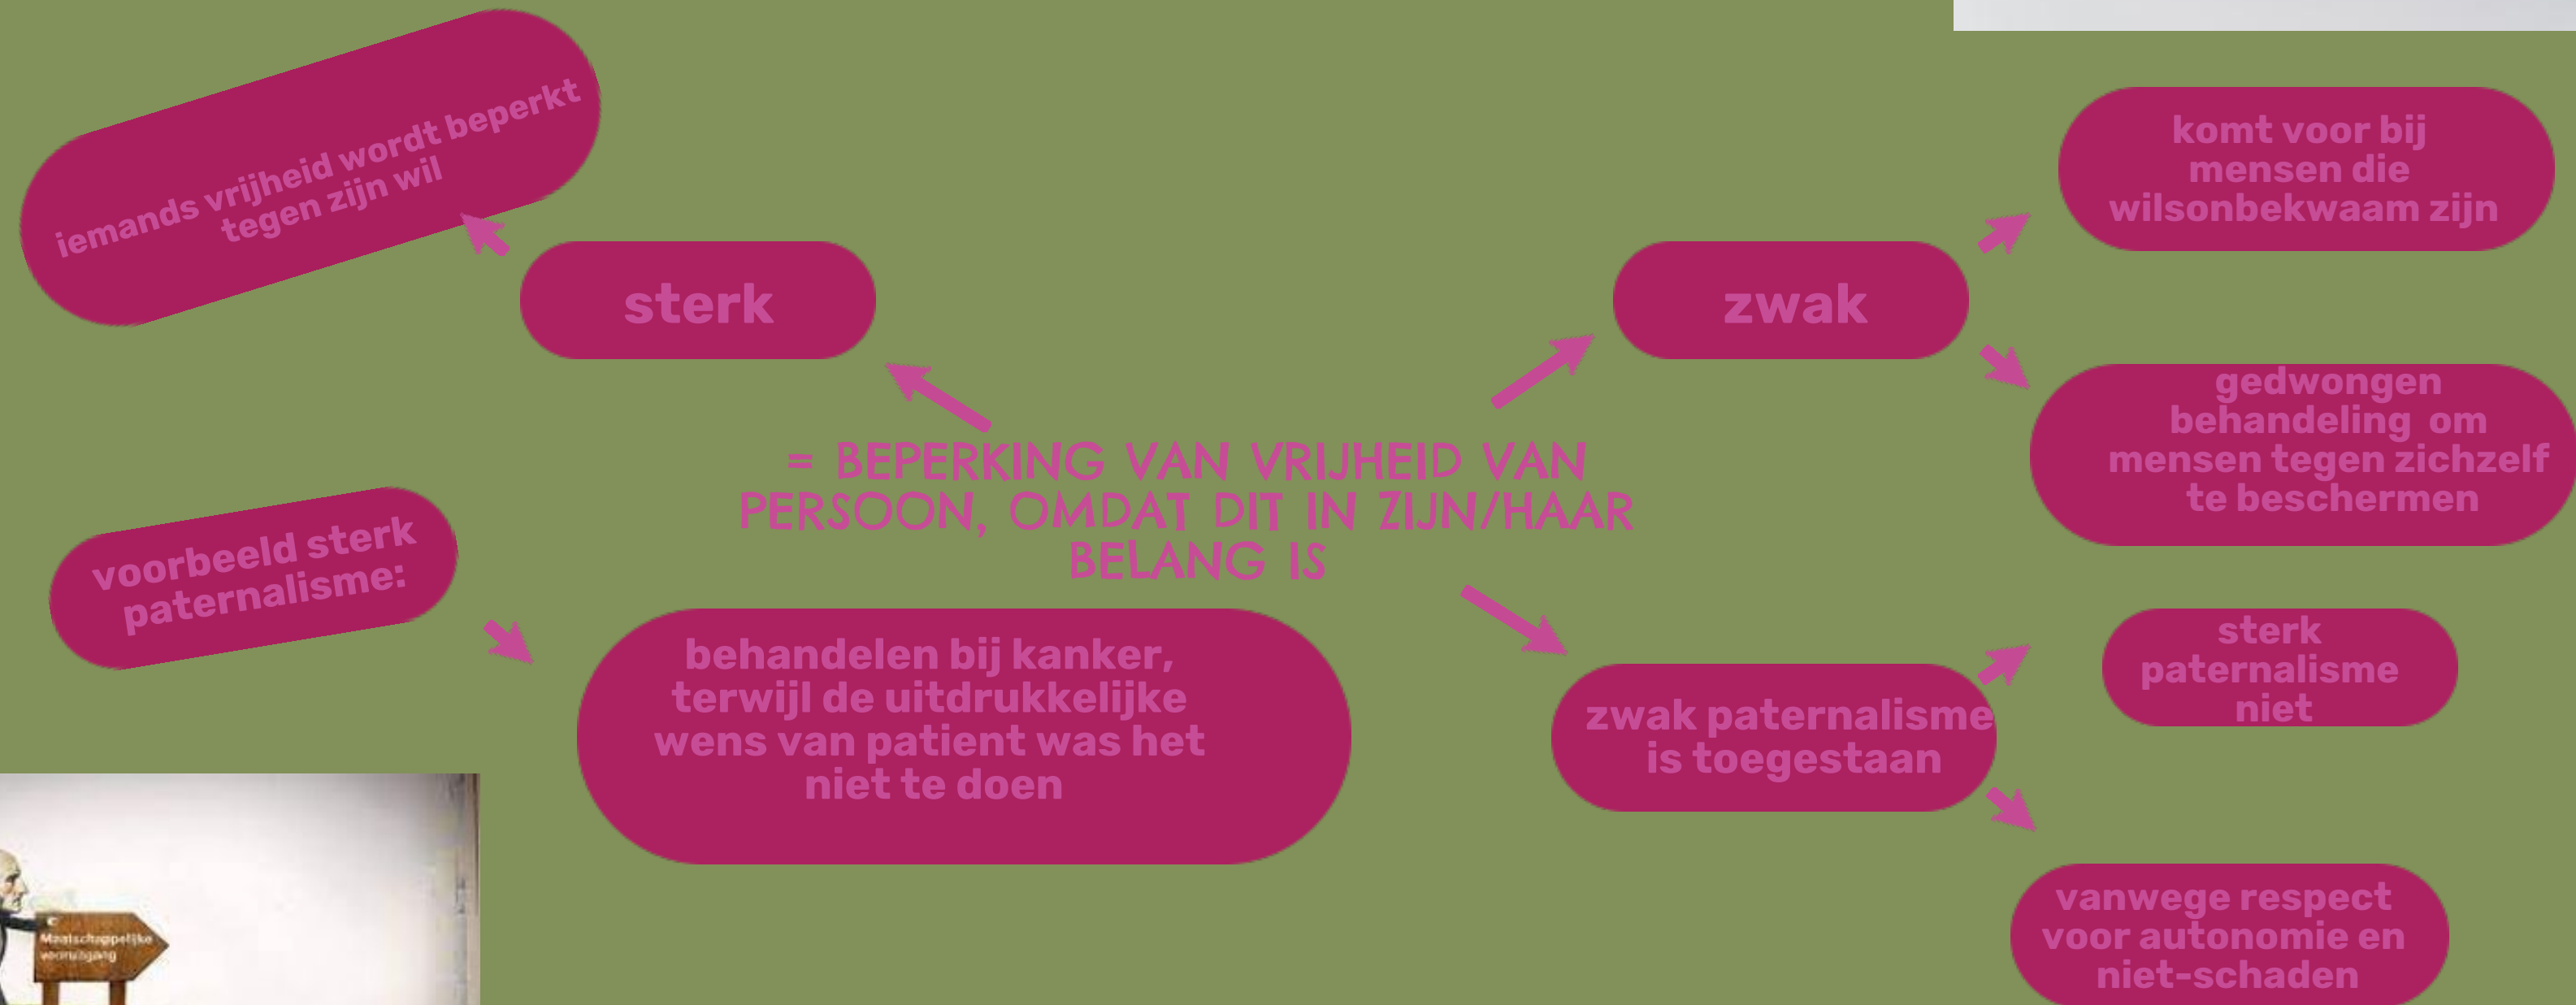 iemands vrijheid wordt beperkt
tegen zijn wil
sterk
zwak
komt voor bij
mensen die
wilsonbekwaam zijn
gedwongen
behandeling om
mensen tegen zichzelf
te beschermen
= BEPERKING VAN VRIJHEID VAN
PERSOON, OMDAT DIT IN ZIJN/HAAR
BELANG IS
voorbeeld sterk
paternalisme:
behandelen bij kanker,
terwijl de uitdrukkelijke
wens van patient was het
niet te doen
zwak paternalisme
is toegestaan
sterk
paternalisme
niet
vanwege respect
voor autonomie en
niet-schaden
Maatschappelijke
vooruitgang